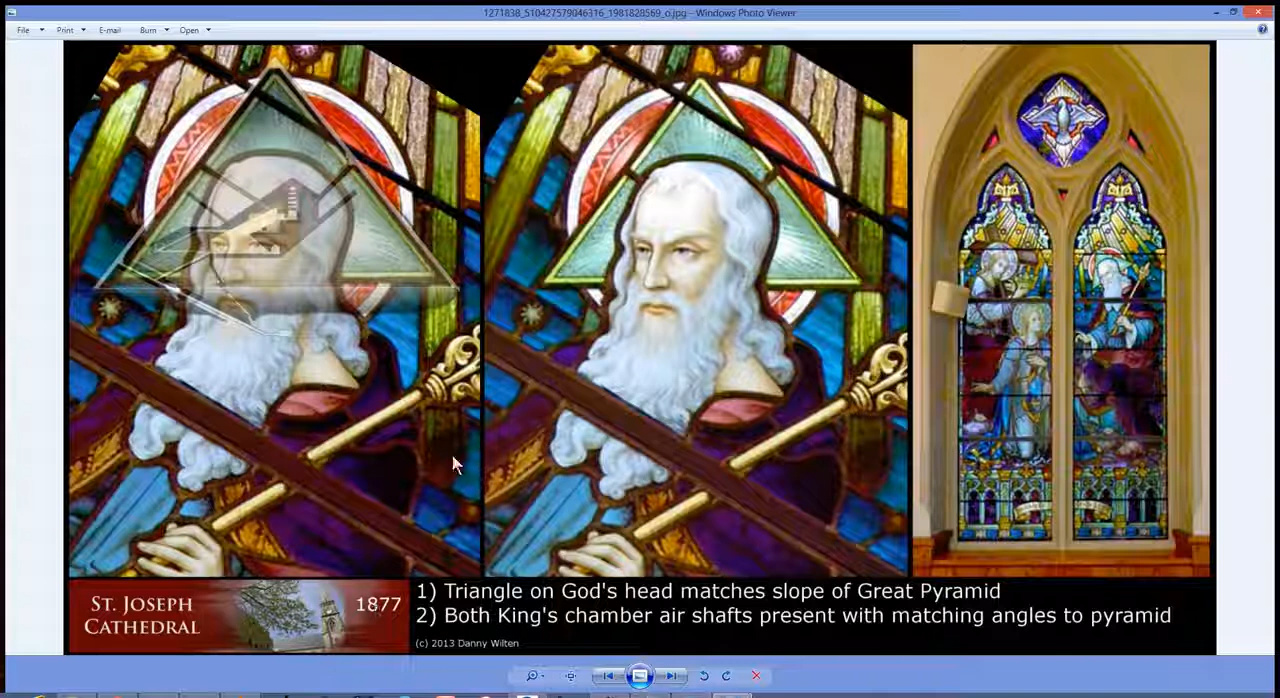 1271838_510427579046316_1981828569_o.jpg - Windows Photo Viewer
File Print E-mail Burn Open
ST. JOSEPH
CATHEDRAL
1877
1) Triangle on God's head matches slope of Great Pyramid
2) Both King's chamber air shafts present with matching angles to pyramid
(c) 2013 Danny Wilten